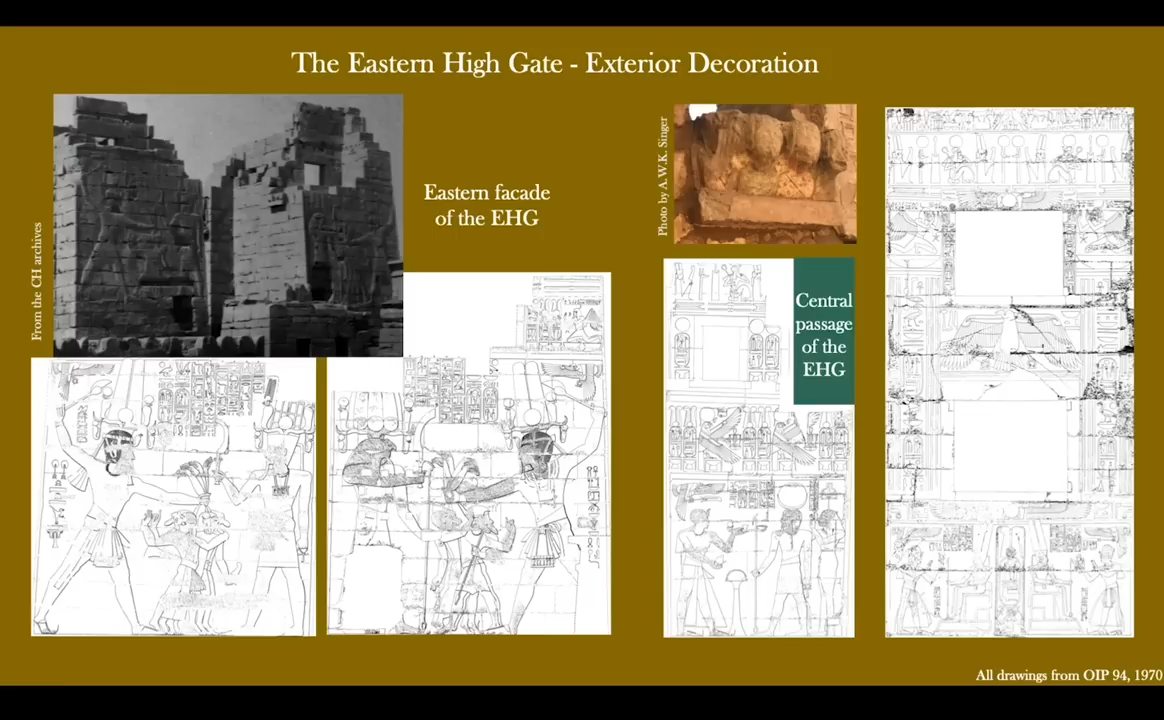 The Eastern High Gate - Exterior Decoration
From the CH archives
Eastern facade
of the EHG
Photo by A.W.K. Singer
Central
passage
of the
EHG
All drawings from OIP 94, 1970